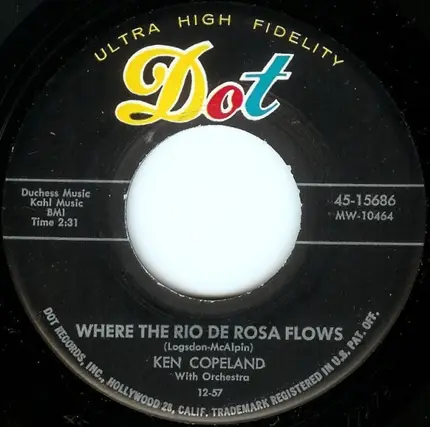 ULTRA HIGH FIDELITY
Dot
Duchess Music
Kahl Music
BMI
Time 2:31
45-15686
MW-10464
WHERE THE RIO DE ROSA FLOWS
(Logsdon-McAlpin)
KEN COPELAND
With Orchestra
12-57
DOT RECORDS, INC., HOLLYWOOD 28, CALIF. TRADEMARK REGISTERED IN U.S. PAT. OFF.